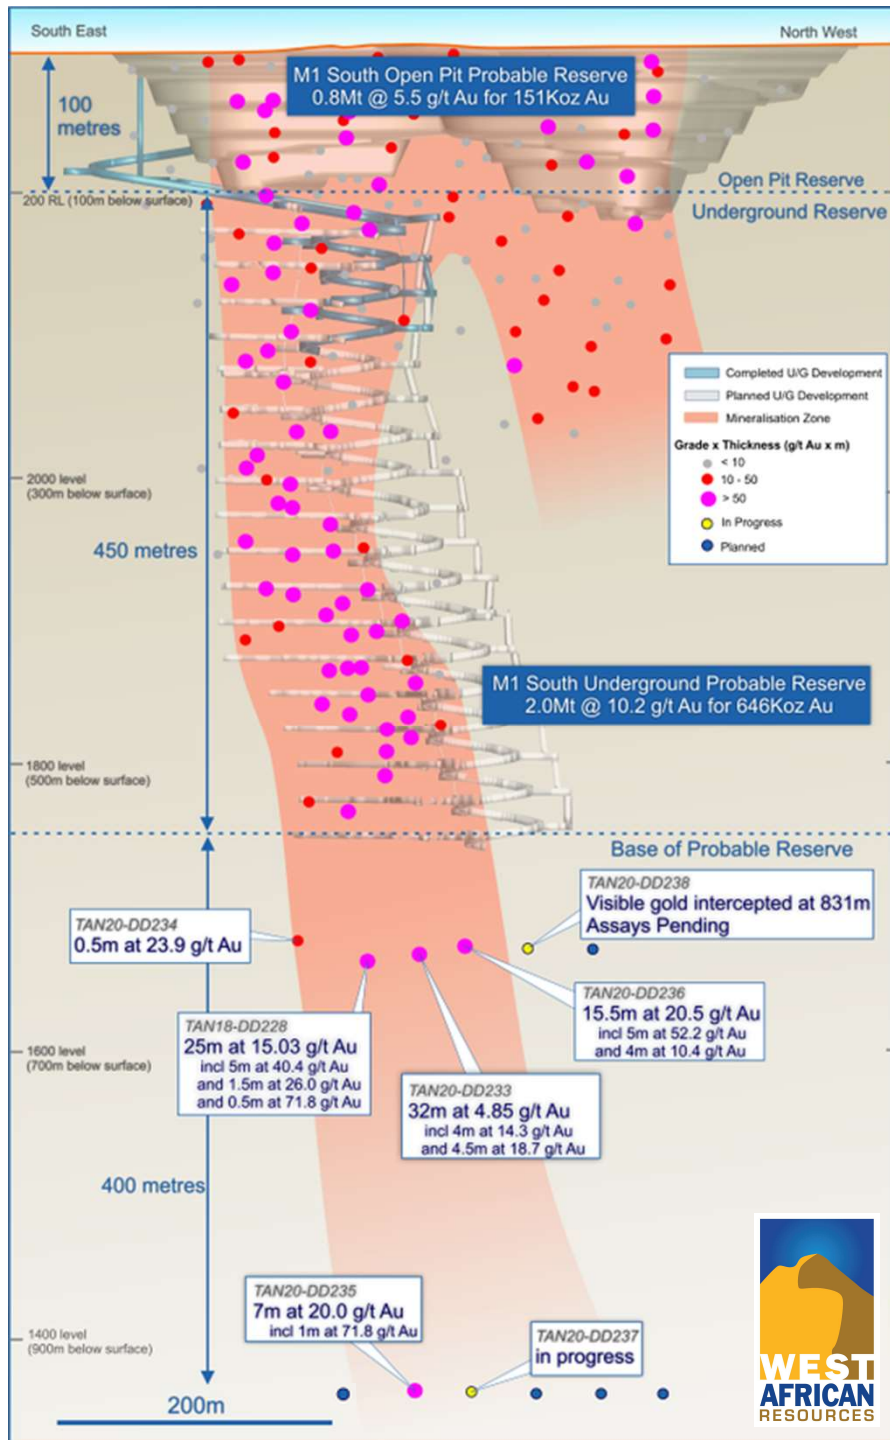 South East
North West
M1 South Open Pit Probable Reserve
0.8Mt @ 5.5 g/t Au for 151Koz Au
100
metres
Open Pit Reserve
200 RL (100m below surface)
Underground Reserve
Completed U/G Development
Planned U/G Development
Mineralisation Zone
Grade x Thickness (g/t Au x m)
< 10
10 - 50
> 50
In Progress
Planned
2000 level
(300m below surface)
450 metres
M1 South Underground Probable Reserve
2.0Mt @ 10.2 g/t Au for 646Koz Au
1800 level
(500m below surface)
Base of Probable Reserve
TAN20-DD238
Visible gold intercepted at 831m
Assays Pending
TAN20-DD234
0.5m at 23.9 g/t Au
TAN20-DD236
15.5m at 20.5 g/t Au
incl 5m at 52.2 g/t Au
and 4m at 10.4 g/t Au
TAN18-DD228
25m at 15.03 g/t Au
incl 5m at 40.4 g/t Au
and 1.5m at 26.0 g/t Au
and 0.5m at 71.8 g/t Au
1600 level
(700m below surface)
TAN20-DD233
32m at 4.85 g/t Au
incl 4m at 14.3 g/t Au
and 4.5m at 18.7 g/t Au
400 metres
TAN20-DD235
7m at 20.0 g/t Au
incl 1m at 71.8 g/t Au
1400 level
(900m below surface)
TAN20-DD237
in progress
200m
WEST
AFRICAN
RESOURCES